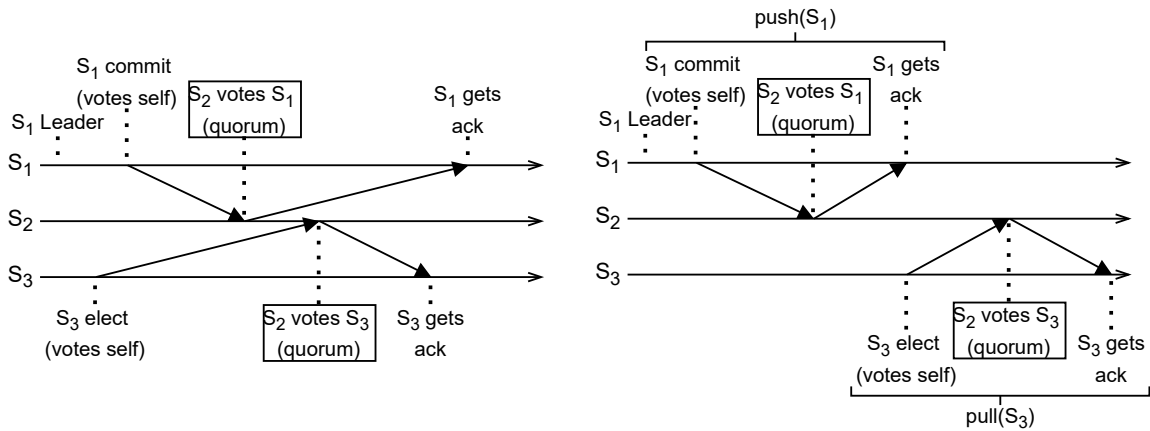 S1 commit
(votes self)
S2 votes S1
(quorum)
S1 gets
ack
S1 Leader
S1
S2
S3
S3 elect
(votes self)
S2 votes S3
(quorum)
S3 gets
ack
push(S1)
S1 commit
(votes self)
S2 votes S1
(quorum)
S1 gets
ack
S1 Leader
S1
S2
S3
S3 elect
(votes self)
S2 votes S3
(quorum)
S3 gets
ack
pull(S3)